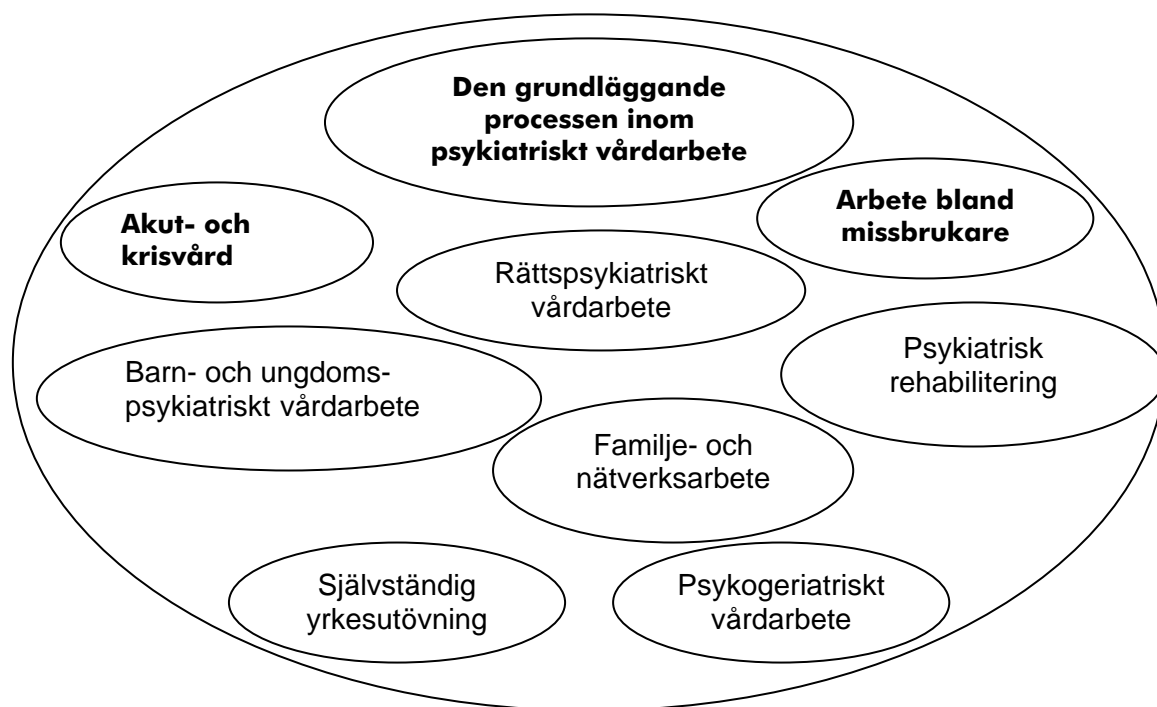 Den grundläggande
processen inom
psykiatriskt vårdarbete
Akut- och
krisvård
Arbete bland
missbrukare
Rättspsykiatriskt
vårdarbete
Barn- och ungdoms-
psykiatriskt vårdarbete
Psykiatrisk
rehabilitering
Familje- och
nätverksarbete
Självständig
yrkesutövning
Psykogeriatriskt
vårdarbete